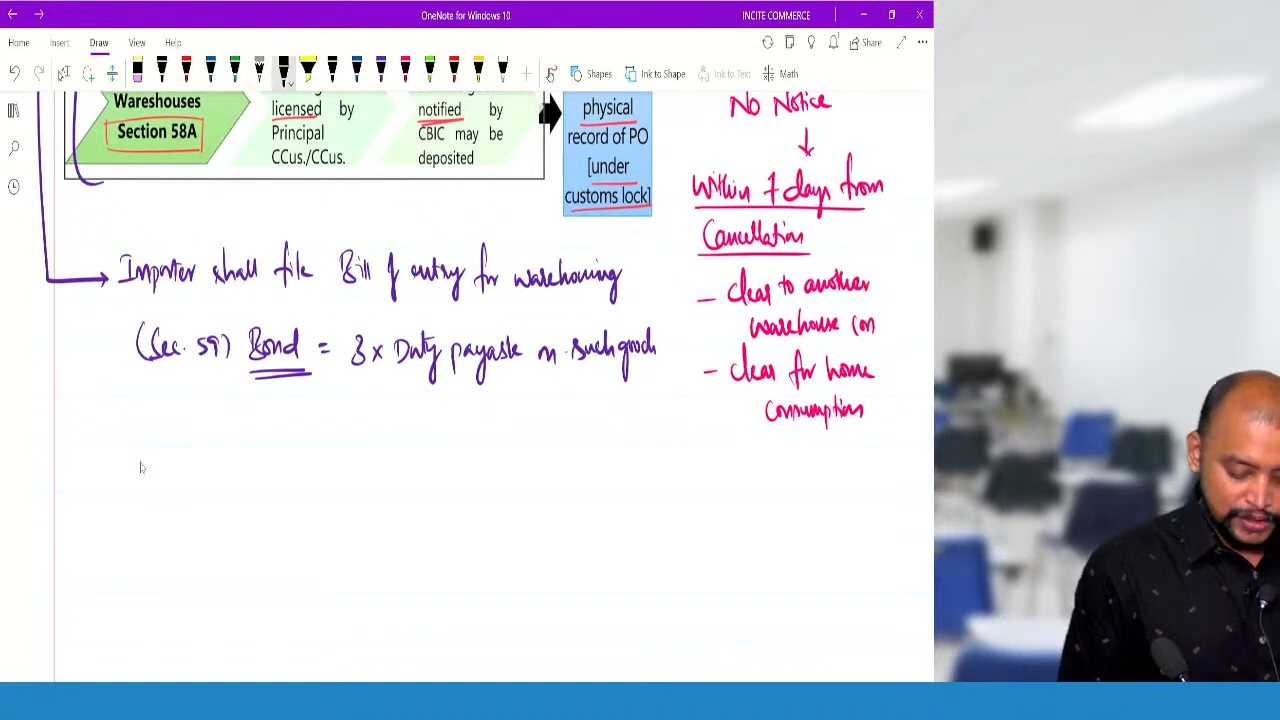 OneNote for Windows 10
INCITE COMMERCE
Home Insert Draw View Help
Share
Shapes Ink to Shape Ink to Text Math
Warehouses
Section 58A
licensed by
Principal
CCus./CCus.
notified by
CBIC may be
deposited
physical
record of PO
[under
customs lock]
No Notice
Within 7 days from
Cancellation
– clear to another
warehouse (or)
– clear for home
consumption
Importer shall file Bill of entry for warehousing
(Sec. 59) Bond = 3 x Duty payable on such goods